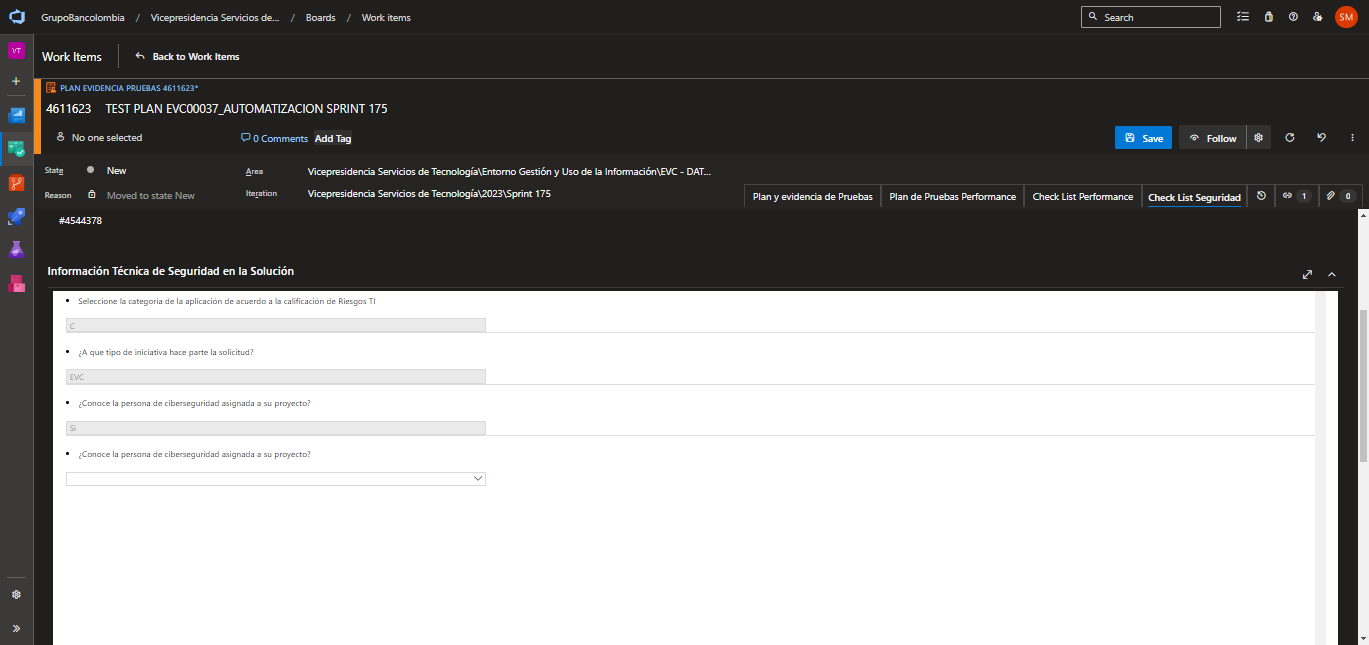 GrupoBancolombia / Vicepresidencia Servicios de... / Boards / Work items
Search
SM
VT
Work Items
Back to Work Items
PLAN EVIDENCIA PRUEBAS 4611623*
4611623 TEST PLAN EVC00037_AUTOMATIZACION SPRINT 175
No one selected
0 Comments
Add Tag
Save
Follow
State
New
Area
Vicepresidencia Servicios de Tecnología\Entorno Gestión y Uso de la Información\EVC - DAT...
Reason
Moved to state New
Iteration
Vicepresidencia Servicios de Tecnología\2023\Sprint 175
Plan y evidencia de Pruebas
Plan de Pruebas Performance
Check List Performance
Check List Seguridad
1
0
#4544378
Información Técnica de Seguridad en la Solución
• Seleccione la categoria de la aplicación de acuerdo a la calificación de Riesgos TI
C
• ¿A que tipo de iniciativa hace parte la solicitud?
EVC
• ¿Conoce la persona de ciberseguridad asignada a su proyecto?
Si
• ¿Conoce la persona de ciberseguridad asignada a su proyecto?